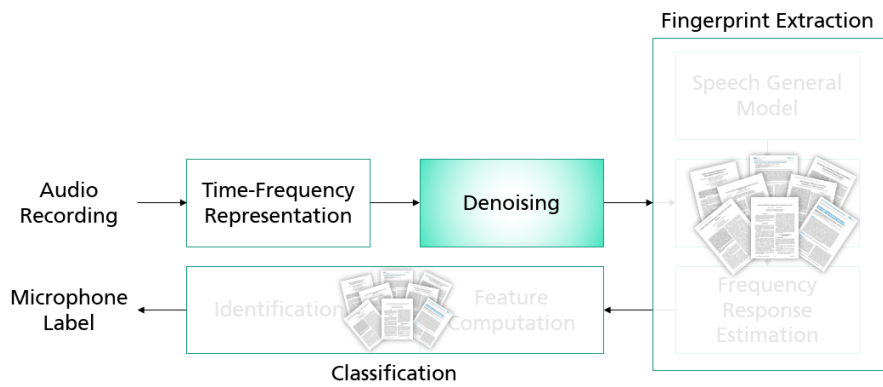 Fingerprint Extraction
Speech General
Model
Audio
Recording
Time-Frequency
Representation
Denoising
Microphone
Label
Identification
Feature
Computation
Frequency
Response
Estimation
Classification